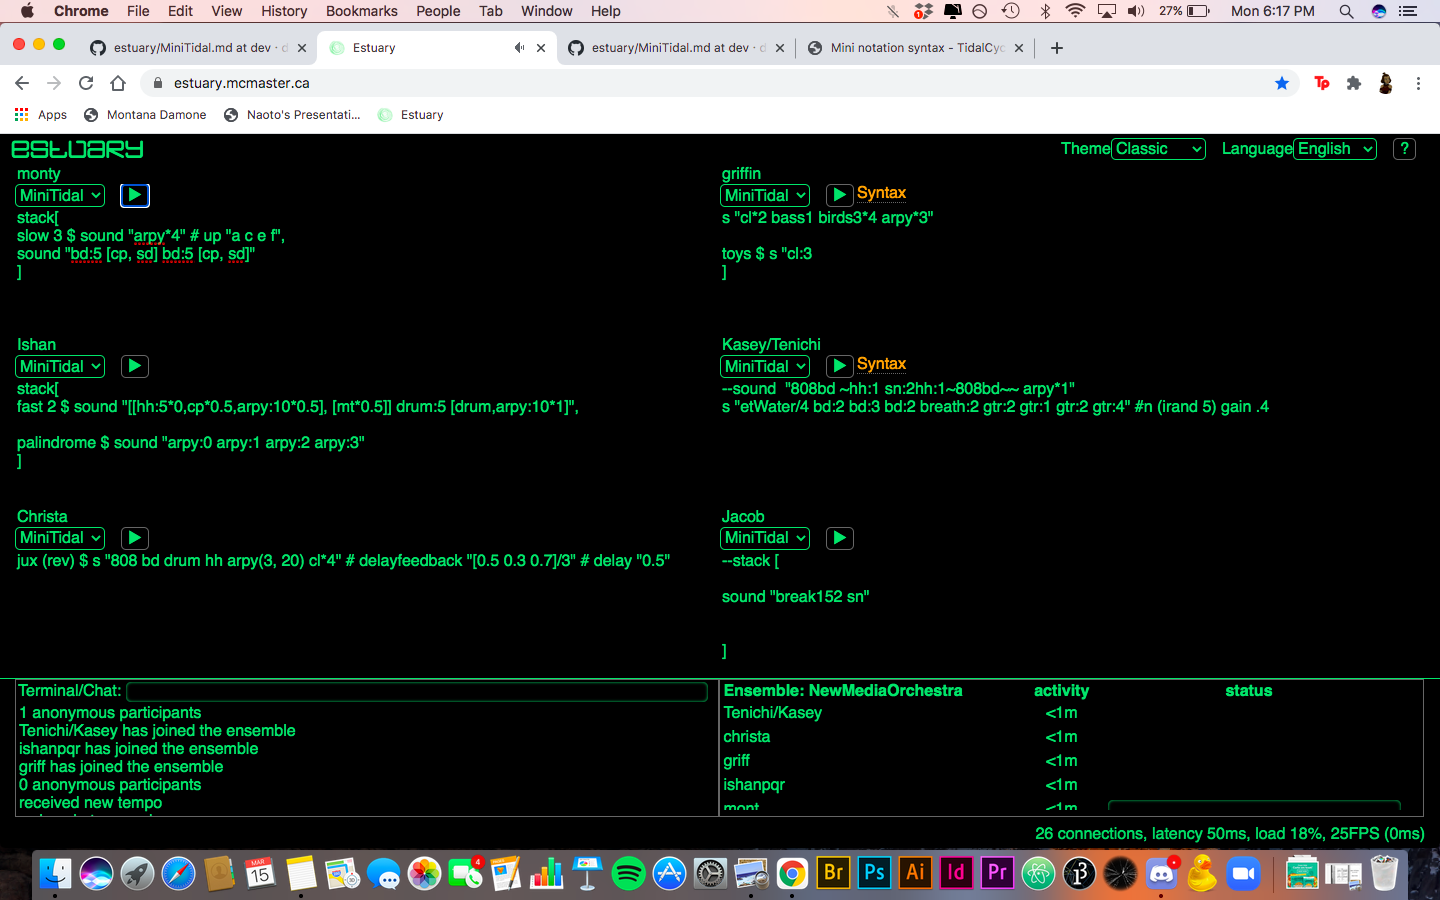 Chrome File Edit View History Bookmarks People Tab Window Help 1 27% Mon 6:17 PM
estuary/MiniTidal.md at dev · d Estuary estuary/MiniTidal.md at dev · d Mini notation syntax - TidalCyc
estuary.mcmaster.ca Tp
Apps Montana Damone Naoto's Presentati... Estuary
estuary Theme Classic Language English ?
monty
MiniTidal
stack[
slow 3 $ sound "arpy*4" # up "a c e f",
sound "bd:5 [cp, sd] bd:5 [cp, sd]"
]
griffin
MiniTidal Syntax
s "cl*2 bass1 birds3*4 arpy*3"
toys $ s "cl:3
]
Ishan
MiniTidal
stack[
fast 2 $ sound "[[hh:5*0,cp*0.5,arpy:10*0.5], [mt*0.5]] drum:5 [drum,arpy:10*1]",
palindrome $ sound "arpy:0 arpy:1 arpy:2 arpy:3"
]
Kasey/Tenichi
MiniTidal Syntax
--sound  "808bd ~hh:1 sn:2hh:1~808bd~~ arpy*1"
s "etWater/4 bd:2 bd:3 bd:2 breath:2 gtr:2 gtr:1 gtr:2 gtr:4" #n (irand 5) gain .4
Christa
MiniTidal
jux (rev) $ s "808 bd drum hh arpy(3, 20) cl*4" # delayfeedback "[0.5 0.3 0.7]/3" # delay "0.5"
Jacob
MiniTidal
--stack [
sound "break152 sn"
]
Terminal/Chat:
1 anonymous participants
Tenichi/Kasey has joined the ensemble
ishanpqr has joined the ensemble
griff has joined the ensemble
0 anonymous participants
received new tempo
Ensemble: NewMediaOrchestra activity status
Tenichi/Kasey <1m
christa <1m
griff <1m
ishanpqr <1m
mont <1m
26 connections, latency 50ms, load 18%, 25FPS (0ms)
MAR 15 4 Br Ps Ai Id Pr